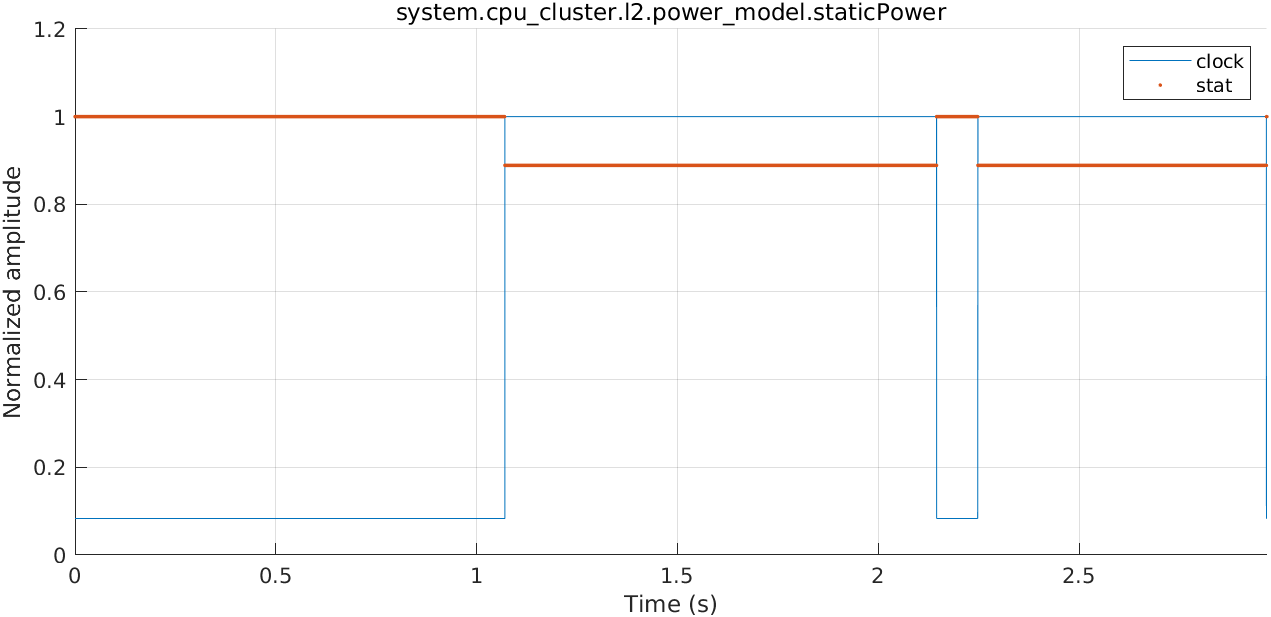 system.cpu_cluster.l2.power_model.staticPower
1.2
1
0.8
0.6
0.4
0.2
0
Normalized amplitude
clock
stat
0 0.5 1 1.5 2 2.5
Time (s)